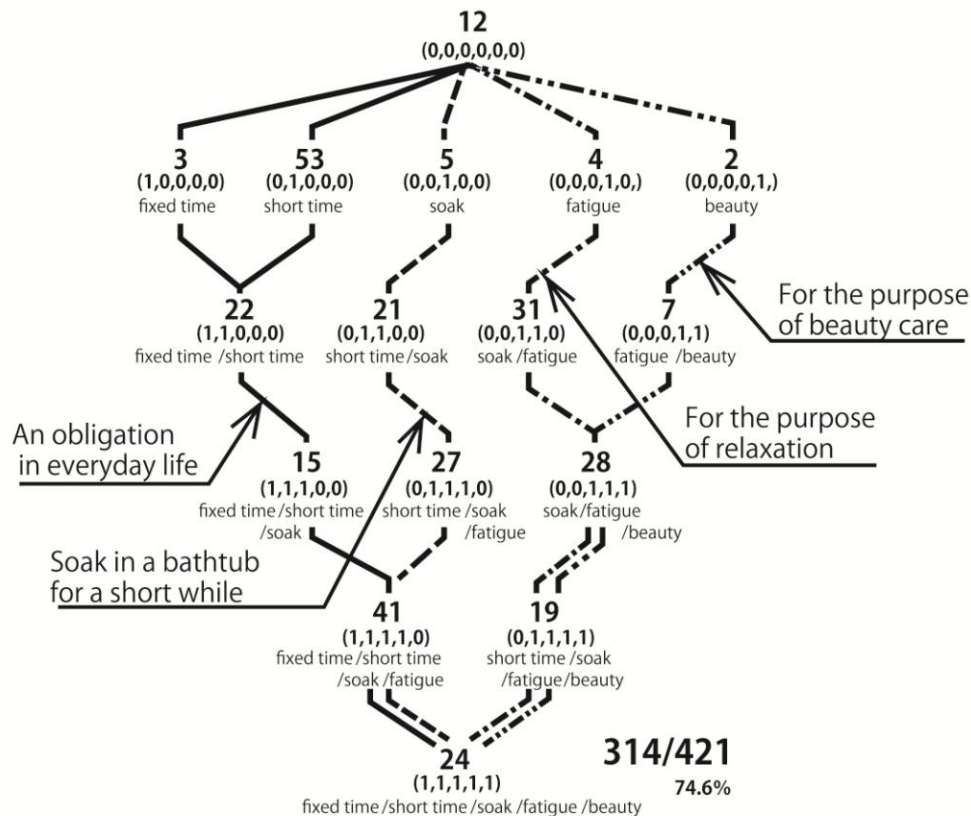 12
(0,0,0,0,0,0)
3 53 5 4 2
(1,0,0,0,0) (0,1,0,0,0) (0,0,1,0,0) (0,0,0,1,0,) (0,0,0,0,1,)
fixed time short time soak fatigue beauty
22 21 31 7
(1,1,0,0,0) (0,1,1,0,0) (0,0,1,1,0) (0,0,0,1,1)
fixed time /short time short time /soak soak /fatigue fatigue /beauty
For the purpose
of beauty care
An obligation
in everyday life
For the purpose
of relaxation
15 27 28
(1,1,1,0,0) (0,1,1,1,0) (0,0,1,1,1)
fixed time/short time short time /soak soak/fatigue
/soak /fatigue /beauty
Soak in a bathtub
for a short while
41 19
(1,1,1,1,0) (0,1,1,1,1)
fixed time /short time short time /soak
/soak /fatigue /fatigue/beauty
24
(1,1,1,1,1)
fixed time /short time /soak /fatigue /beauty
314/421
74.6%